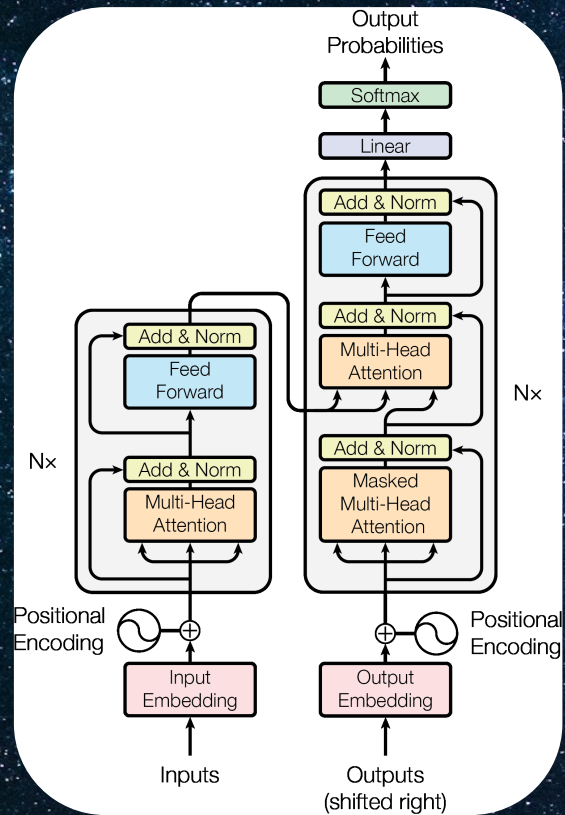 Output
Probabilities
Softmax
Linear
Add & Norm
Feed
Forward
Add & Norm
Multi-Head
Attention
Add & Norm
Masked
Multi-Head
Attention
Nx
Add & Norm
Feed
Forward
Add & Norm
Multi-Head
Attention
Nx
Positional
Encoding
Positional
Encoding
Input
Embedding
Output
Embedding
Inputs
Outputs
(shifted right)